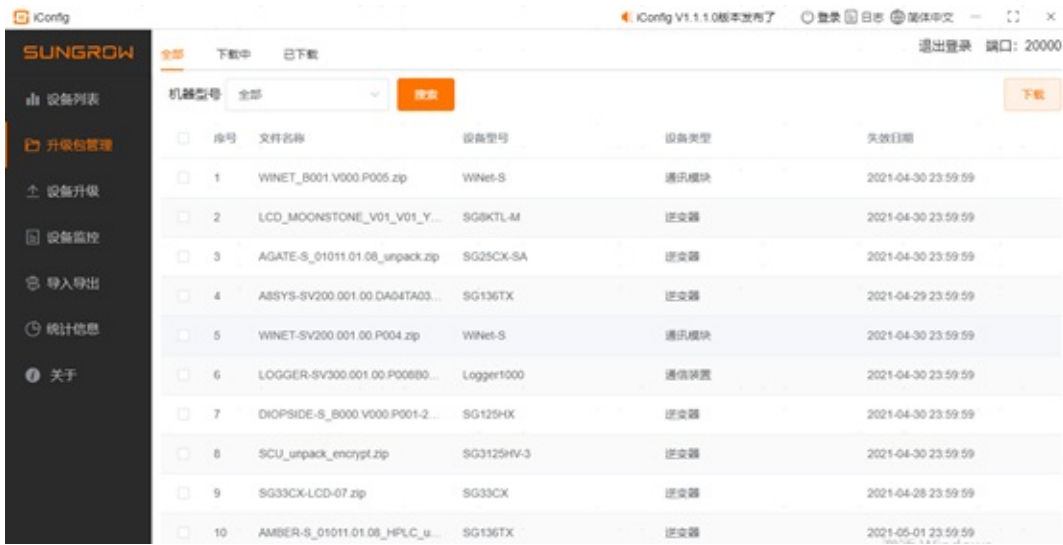 iConfig
iConfig V1.1.1.0版本发布了 登录 日志 简体中文
SUNGROW
全部 下载中 已下载
退出登录 端口: 20000
设备列表
升级包管理
设备升级
设备监控
导入导出
统计信息
关于
机器型号 全部 搜索 下载
序号 文件名称 设备型号 设备类型 失效日期
1 WINET_B001.V000.P005.zip WiNet-S 通讯模块 2021-04-30 23:59:59
2 LCD_MOONSTONE_V01_V01_Y... SG8KTL-M 逆变器 2021-04-30 23:59:59
3 AGATE-S_01011.01.08_unpack.zip SG25CX-SA 逆变器 2021-04-30 23:59:59
4 A8SYS-SV200.001.00.DA04TA03... SG136TX 逆变器 2021-04-29 23:59:59
5 WINET-SV200.001.00.P004.zip WiNet-S 通讯模块 2021-04-30 23:59:59
6 LOGGER-SV300.001.00.P008B0... Logger1000 通信装置 2021-04-30 23:59:59
7 DIOPSIDE-S_B000.V000.P001-2... SG125HX 逆变器 2021-04-30 23:59:59
8 SCU_unpack_encrypt.zip SG3125HV-3 逆变器 2021-04-30 23:59:59
9 SG33CX-LCD-07.zip SG33CX 逆变器 2021-04-28 23:59:59
10 AMBER-S_01011.01.08_HPLC_u... SG136TX 逆变器 2021-05-01 23:59:59